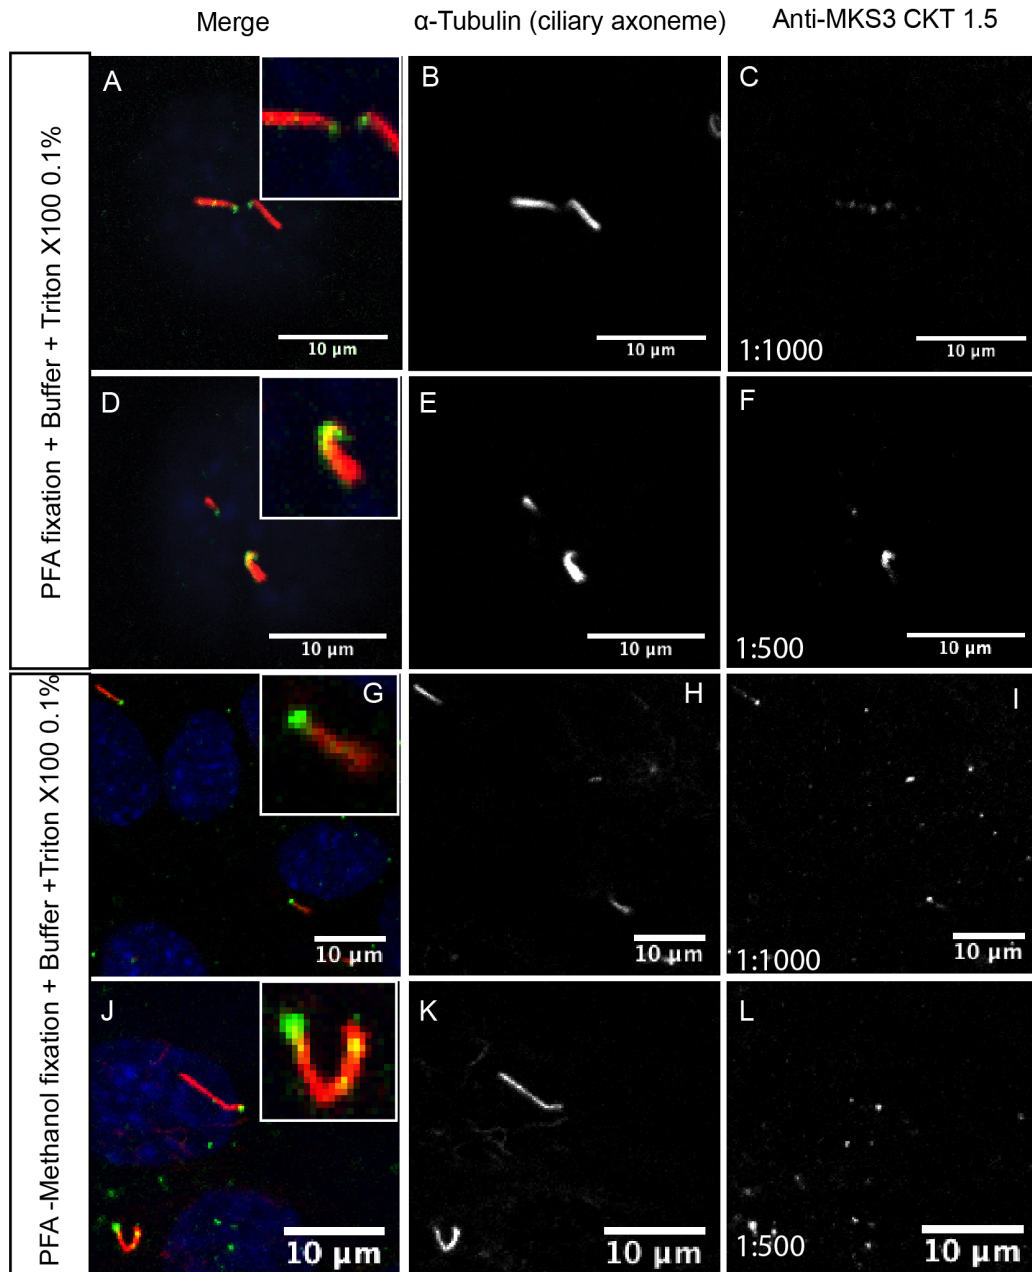 Merge α-Tubulin (ciliary axoneme) Anti-MKS3 CKT 1.5
PFA fixation + Buffer + Triton X100 0.1%
A B C
10 µm 10 µm 1:1000 10 µm
D E F
10 µm 10 µm 1:500 10 µm
PFA -Methanol fixation + Buffer +Triton X100 0.1%
G H I
10 µm 10 µm 1:1000 10 µm
J K L
10 µm 10 µm 1:500 10 µm